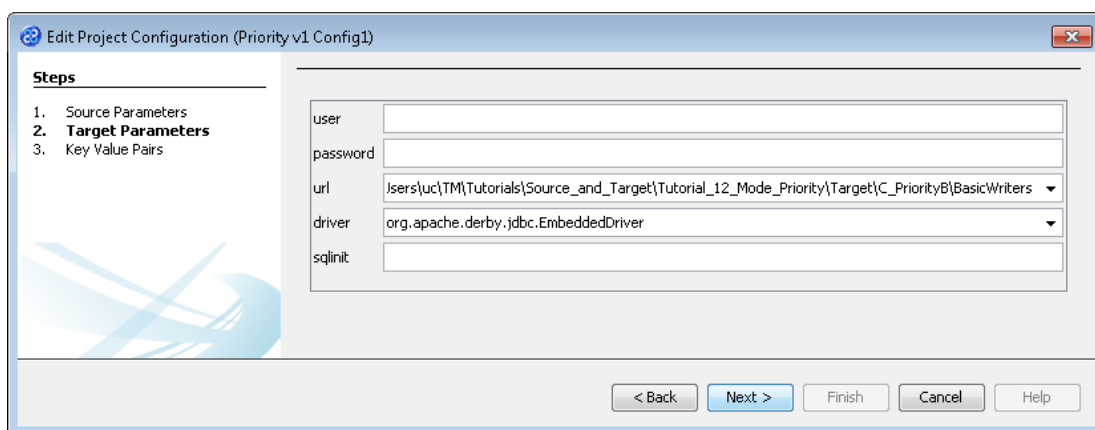 Edit Project Configuration (Priority v1 Config1)
Steps
1. Source Parameters
2. Target Parameters
3. Key Value Pairs
user
password
url Jsers\uc\TM\Tutorials\Source_and_Target\Tutorial_12_Mode_Priority\Target\C_PriorityB\BasicWriters
driver org.apache.derby.jdbc.EmbeddedDriver
sqlinit
< Back Next > Finish Cancel Help